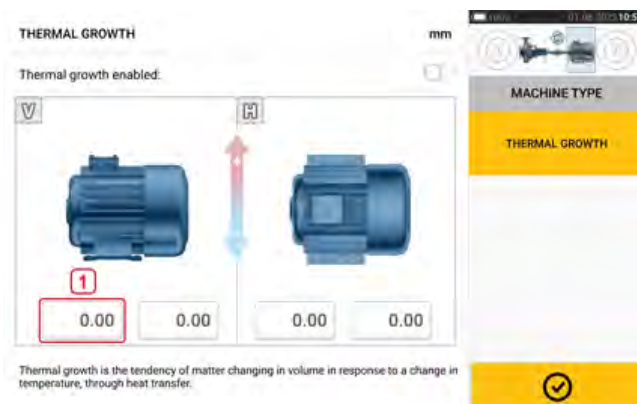 THERMAL GROWTH
mm
Thermal growth enabled:
V
H
1
0.00
0.00
0.00
0.00
Thermal growth is the tendency of matter changing in volume in response to a change in
temperature, through heat transfer.
10:5
MACHINE TYPE
THERMAL GROWTH